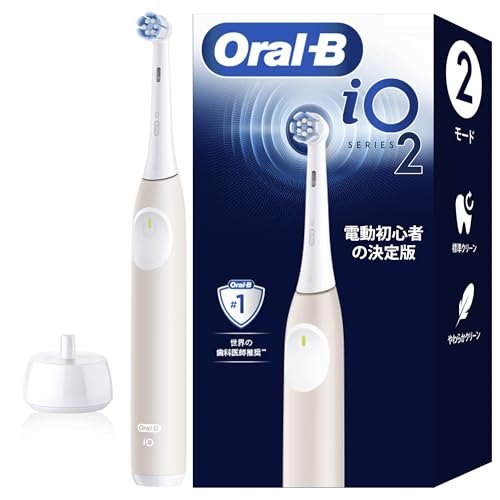 Oral-B
iO
SERIES 2
電動初心者
の決定版
Oral-B
#1
世界の
歯科医師推奨
2
モード
標準クリーン
やわらかクリーン
Oral-B
iO